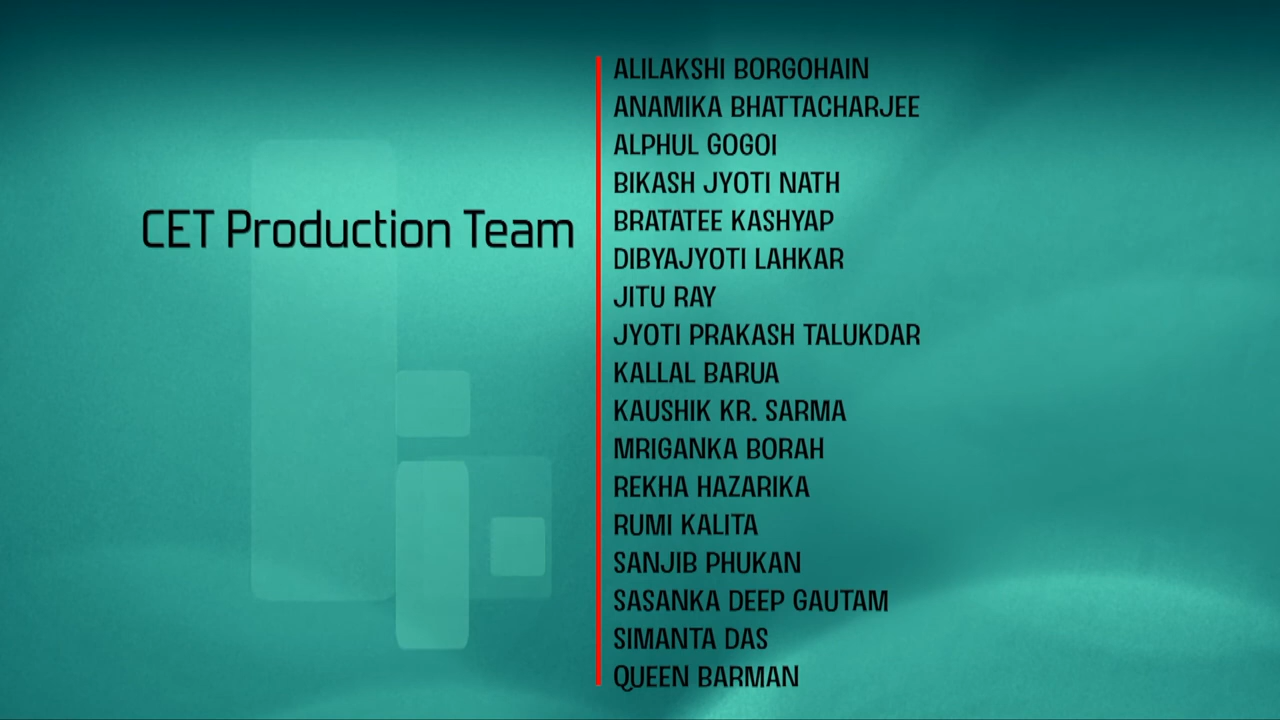 CET Production Team
ALILAKSHI BORGOHAIN
ANAMIKA BHATTACHARJEE
ALPHUL GOGOI
BIKASH JYOTI NATH
BRATATEE KASHYAP
DIBYAJYOTI LAHKAR
JITU RAY
JYOTI PRAKASH TALUKDAR
KALLAL BARUA
KAUSHIK KR. SARMA
MRIGANKA BORAH
REKHA HAZARIKA
RUMI KALITA
SANJIB PHUKAN
SASANKA DEEP GAUTAM
SIMANTA DAS
QUEEN BARMAN